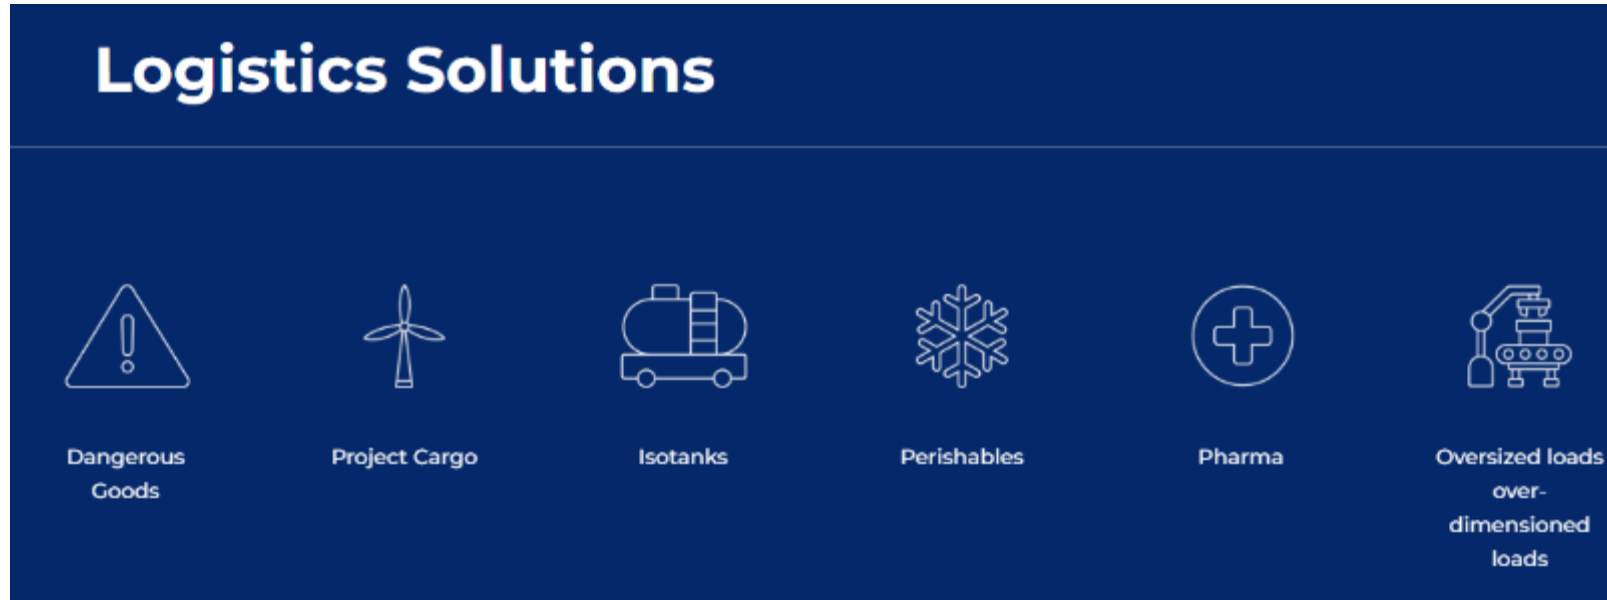 Logistics Solutions
Dangerous
Goods
Project Cargo
Isotanks
Perishables
Pharma
Oversized loads
over-
dimensioned
loads